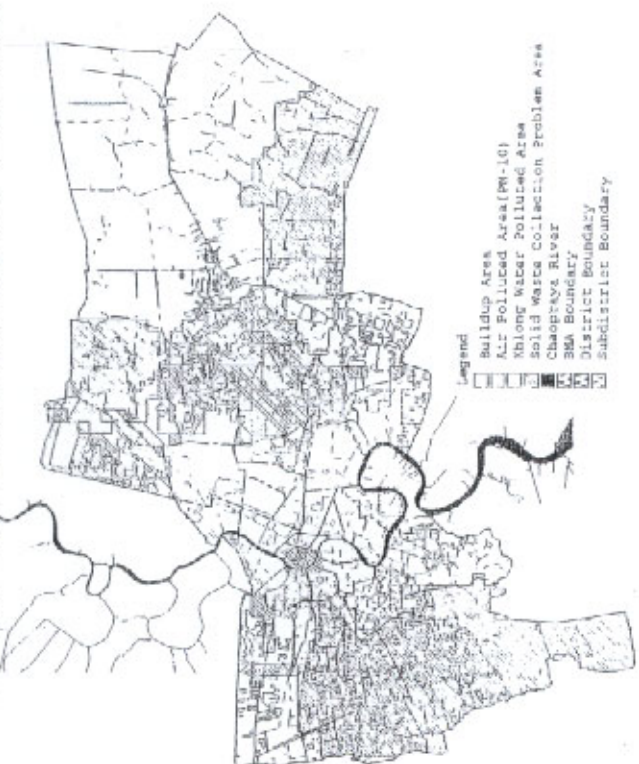 Legend
Buildup Area
Air Polluted Area(PM-10)
Khlong Water Polluted Area
Solid Waste Collection Problem Area
Chaopraya River
BMA Boundary
District Boundary
Subdistrict Boundary